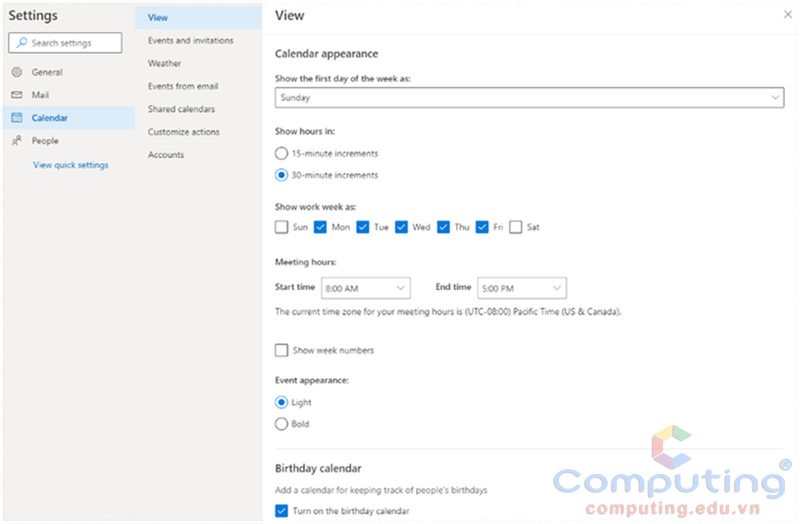 Settings
Search settings
General
Mail
Calendar
People
View quick settings
View
Events and invitations
Weather
Events from email
Shared calendars
Customize actions
Accounts
View
Calendar appearance
Show the first day of the week as:
Sunday
Show hours in:
15-minute increments
30-minute increments
Show work week as:
Sun Mon Tue Wed Thu Fri Sat
Meeting hours:
Start time 8:00 AM End time 5:00 PM
The current time zone for your meeting hours is (UTC-08:00) Pacific Time (US & Canada).
Show week numbers
Event appearance:
Light
Bold
Birthday calendar
Add a calendar for keeping track of people's birthdays
Turn on the birthday calendar
Computing®
computing.edu.vn